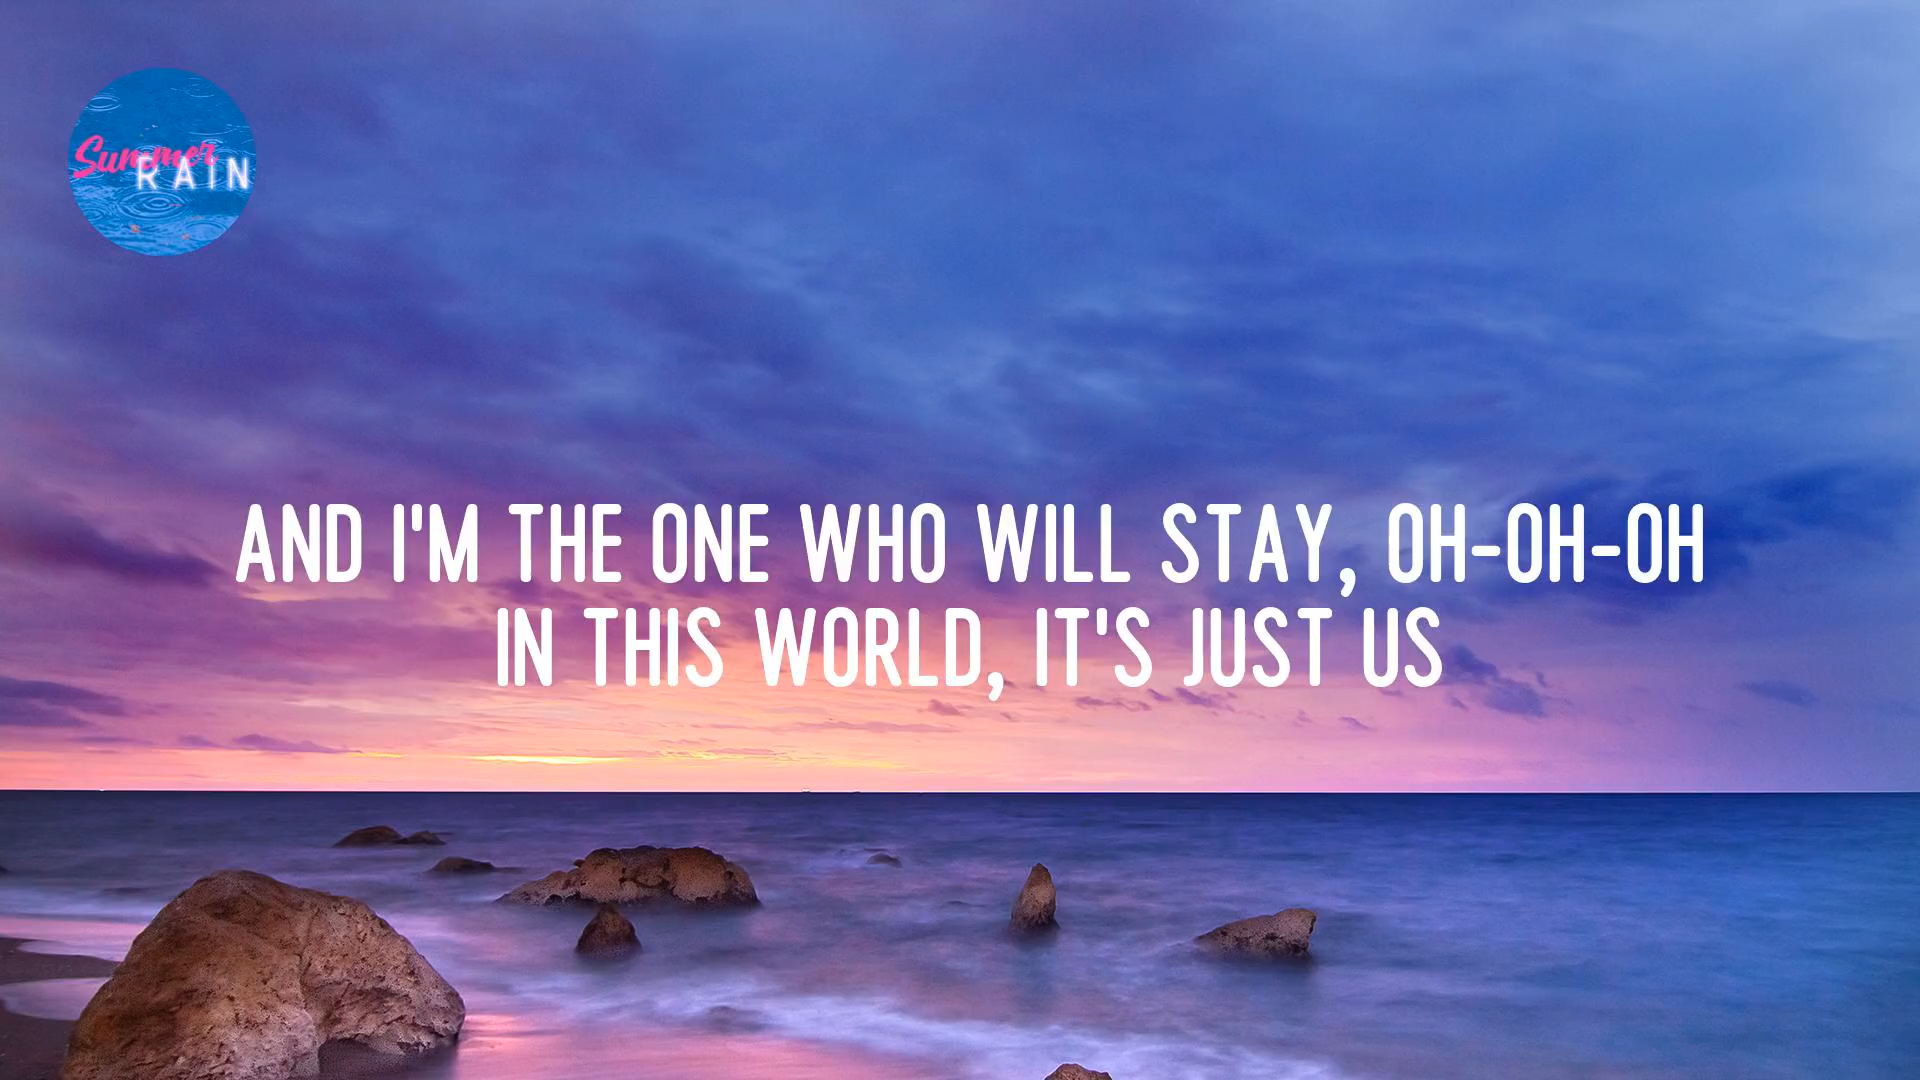 Summer
RAIN
AND I'M THE ONE WHO WILL STAY, OH-OH-OH
IN THIS WORLD, IT'S JUST US